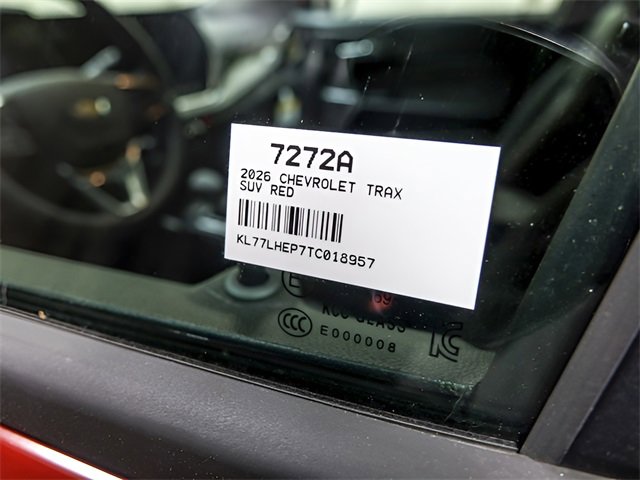 7272A
2026 CHEVROLET TRAX
SUV RED
KL77LHEP7TC018957
KCC GLASS
E000008